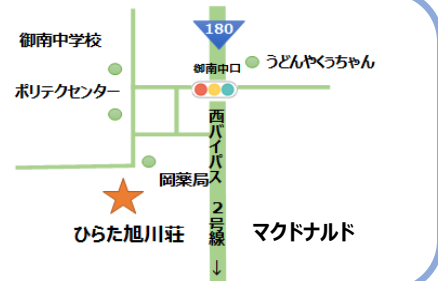 180
御南中学校
御南中口
うどんやくぅちゃん
ポリテクセンター
西バイパス 2号線 ↓
岡薬局
ひらた旭川荘
マクドナルド